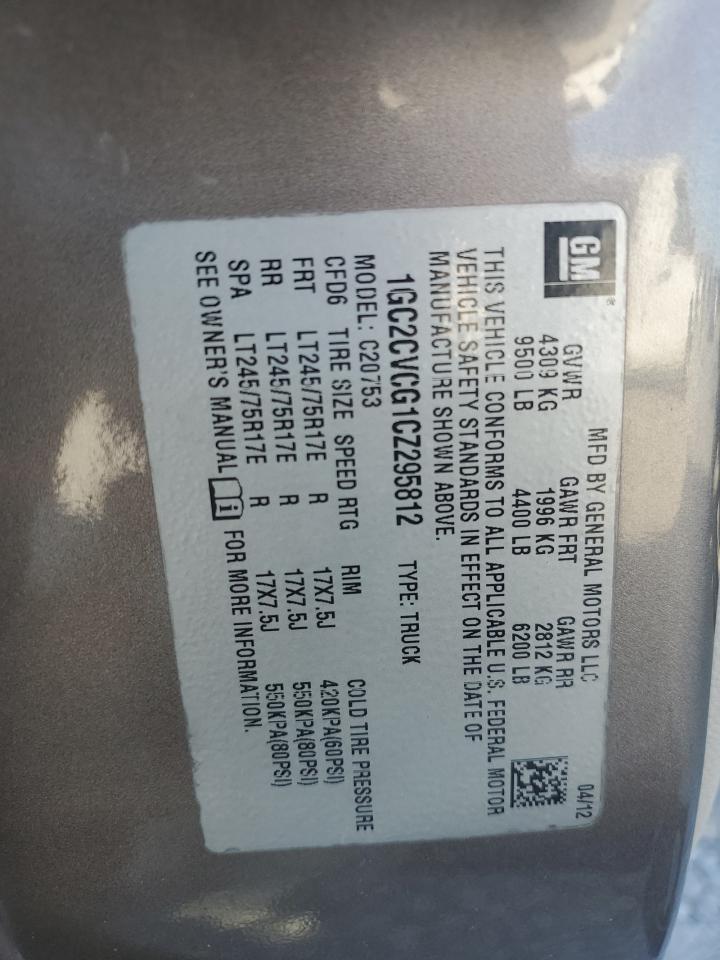 GM®
MFD BY GENERAL MOTORS LLC 04/12
GVWR GAWR FRT GAWR RR
4309 KG 1996 KG 2812 KG
9500 LB 4400 LB 6200 LB
THIS VEHICLE CONFORMS TO ALL APPLICABLE U.S. FEDERAL MOTOR
VEHICLE SAFETY STANDARDS IN EFFECT ON THE DATE OF
MANUFACTURE SHOWN ABOVE.
1GC2CVCG1CZ295812 TYPE: TRUCK
MODEL: C20753
CFD6 TIRE SIZE SPEED RTG RIM COLD TIRE PRESSURE
FRT LT245/75R17E R 17X7.5J 420KPA(60PSI)
RR LT245/75R17E R 17X7.5J 550KPA(80PSI)
SPA LT245/75R17E R 17X7.5J 550KPA(80PSI)
SEE OWNER'S MANUAL FOR MORE INFORMATION.